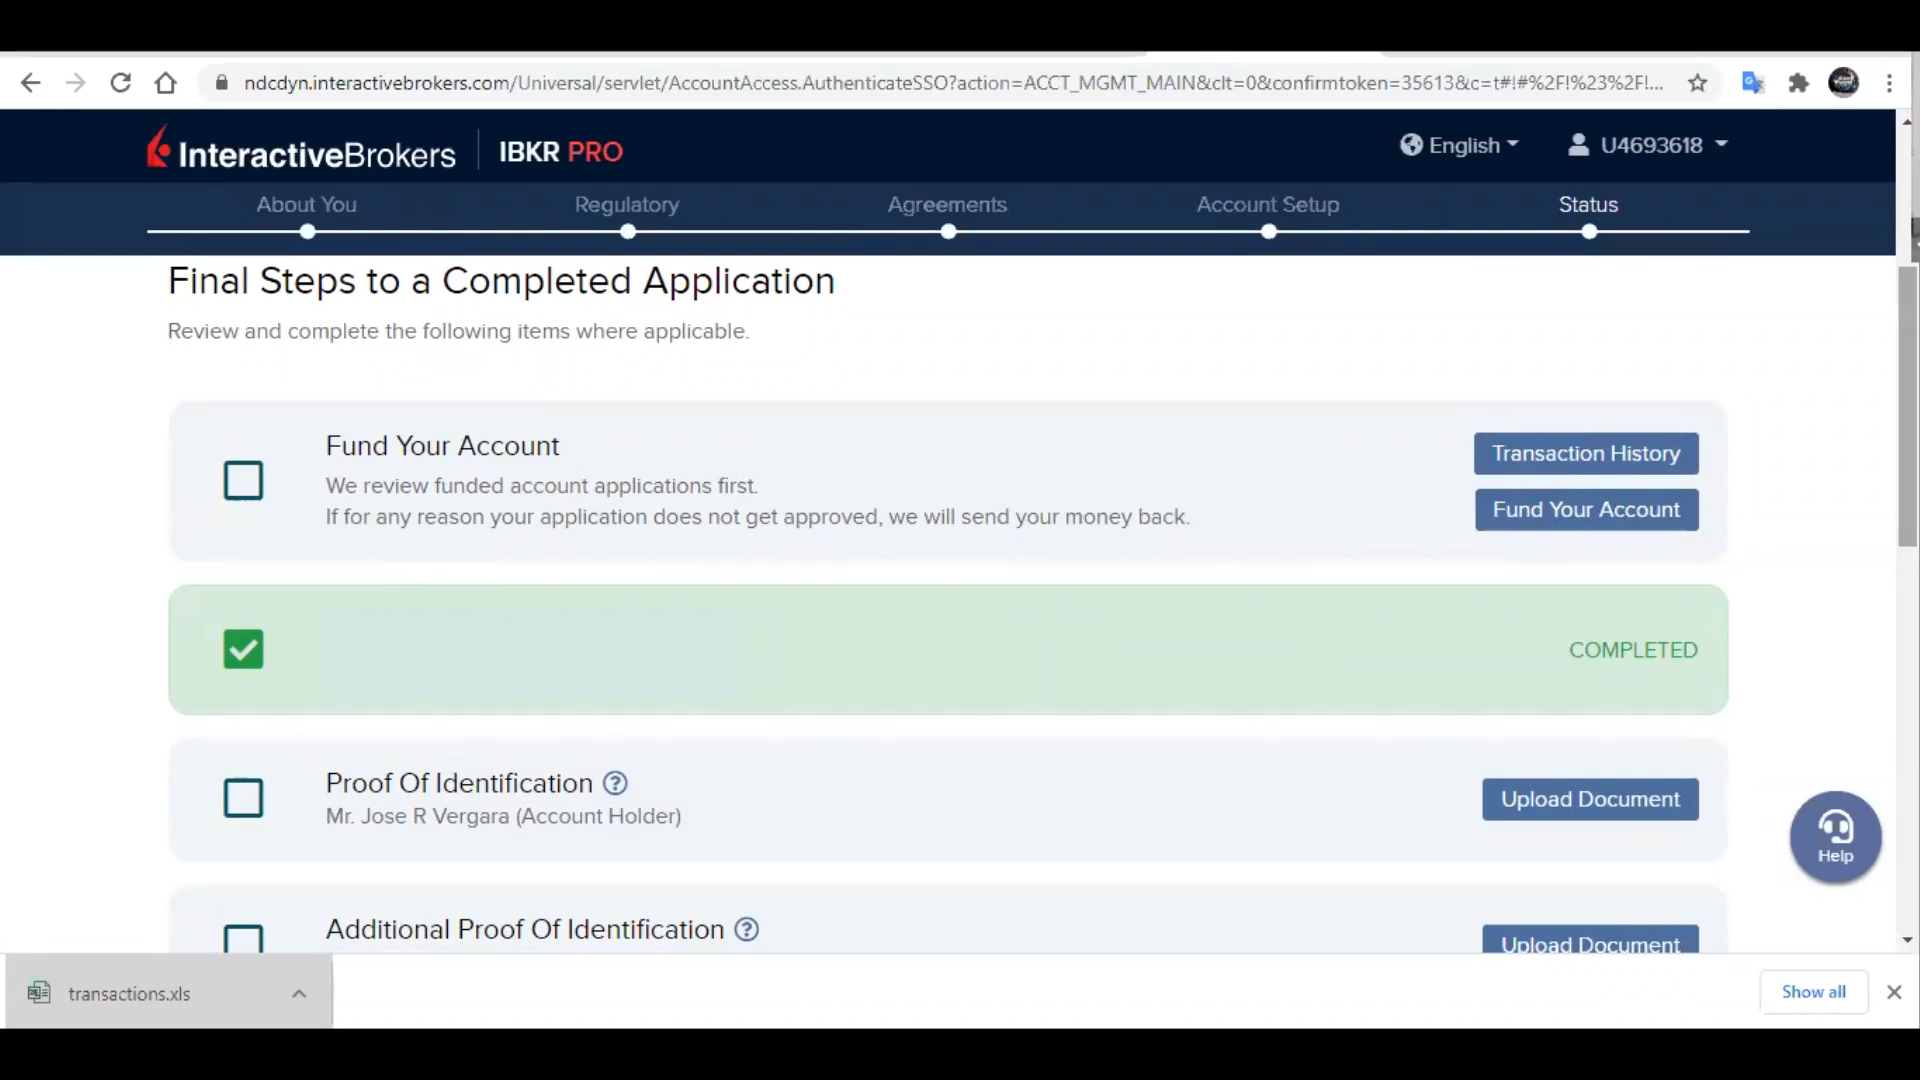 ndcdyn.interactivebrokers.com/Universal/servlet/AccountAccess.AuthenticateSSO?action=ACCT_MGMT_MAIN&clt=0&confirmtoken=35613&c=t#!#%2F!%23%2F!...
InteractiveBrokers IBKR PRO English U4693618
About You Regulatory Agreements Account Setup Status
Final Steps to a Completed Application
Review and complete the following items where applicable.
Fund Your Account
Transaction History
We review funded account applications first.
If for any reason your application does not get approved, we will send your money back.
Fund Your Account
COMPLETED
Proof Of Identification ?
Mr. Jose R Vergara (Account Holder)
Upload Document
Help
Additional Proof Of Identification ?
Upload Document
transactions.xls
Show all